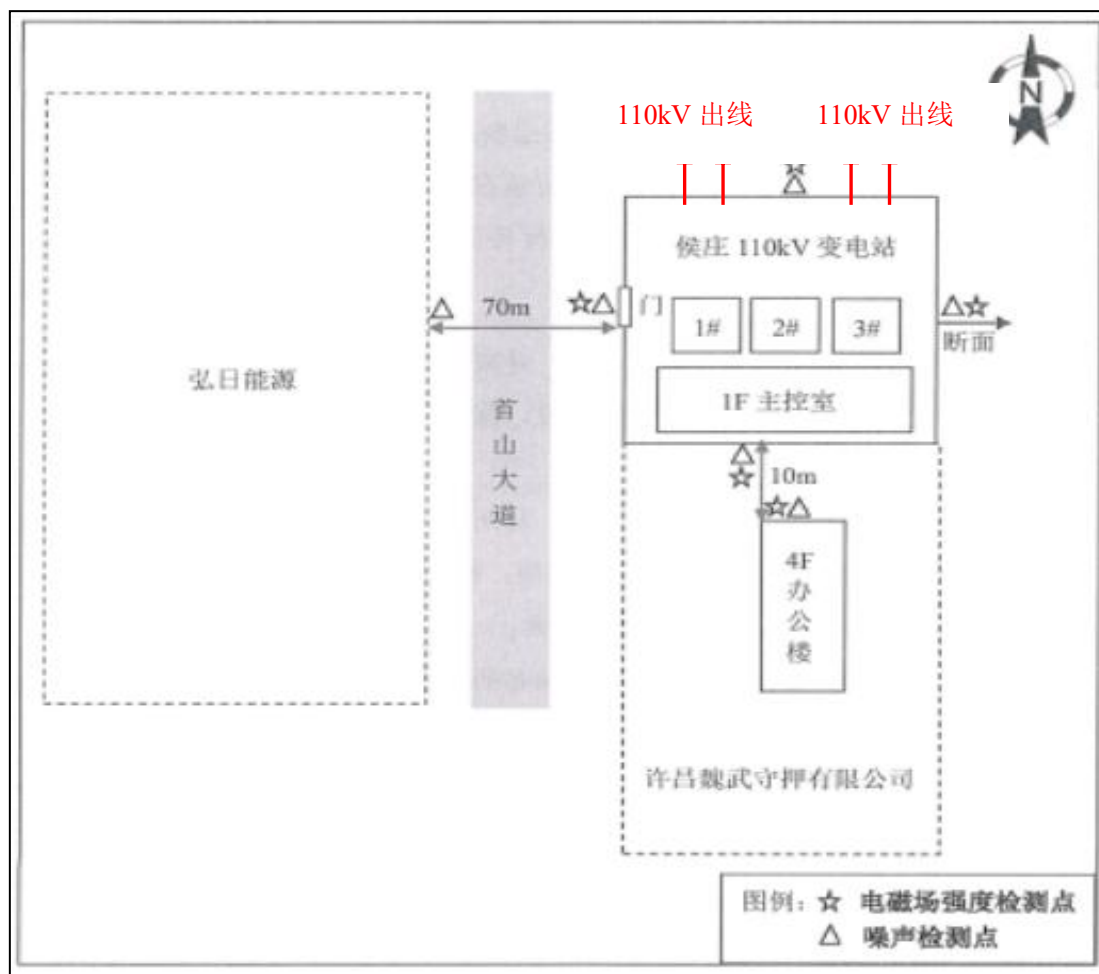 N
110kV 出线
110kV 出线
侯庄 110kV 变电站
70m
门
1#
2#
3#
断面
弘日能源
1F 主控室
首山大道
10m
4F
办公楼
许昌魏武守押有限公司
图例：☆ 电磁场强度检测点
△ 噪声检测点